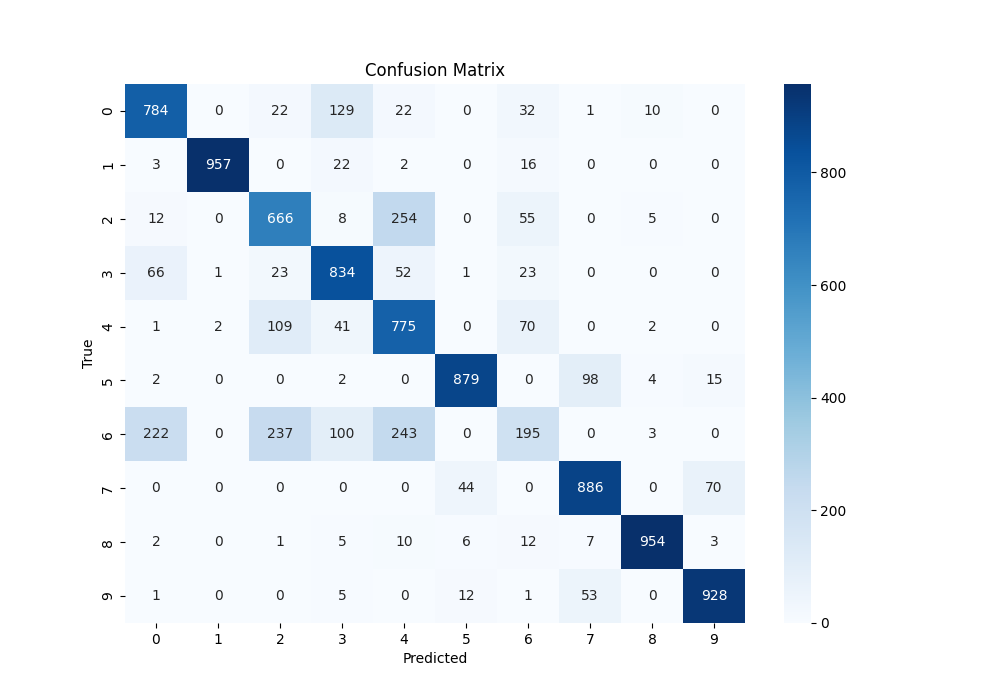 Confusion Matrix
0 784 0 22 129 22 0 32 1 10 0
1 3 957 0 22 2 0 16 0 0 0
2 12 0 666 8 254 0 55 0 5 0
3 66 1 23 834 52 1 23 0 0 0
4 1 2 109 41 775 0 70 0 2 0
5 2 0 0 2 0 879 0 98 4 15
6 222 0 237 100 243 0 195 0 3 0
7 0 0 0 0 0 44 0 886 0 70
8 2 0 1 5 10 6 12 7 954 3
9 1 0 0 5 0 12 1 53 0 928
0 1 2 3 4 5 6 7 8 9
Predicted
True
800
600
400
200
0